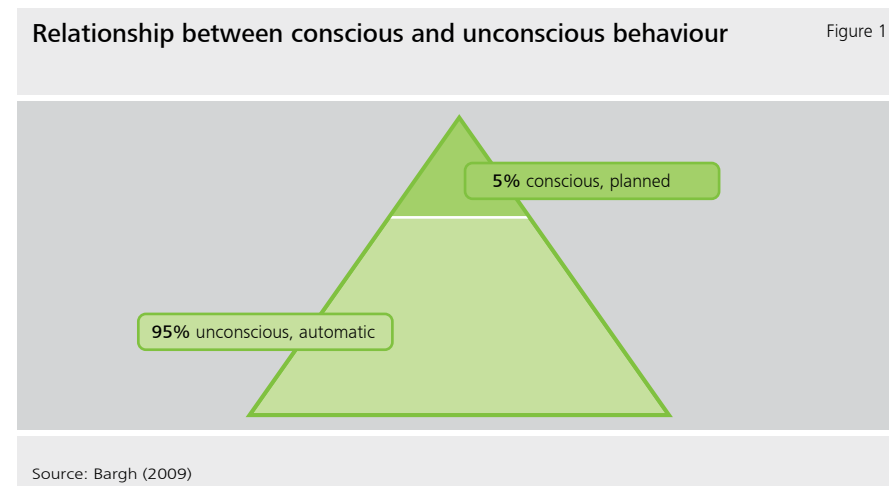 Relationship between conscious and unconscious behaviour
Figure 1
5% conscious, planned
95% unconscious, automatic
Source: Bargh (2009)